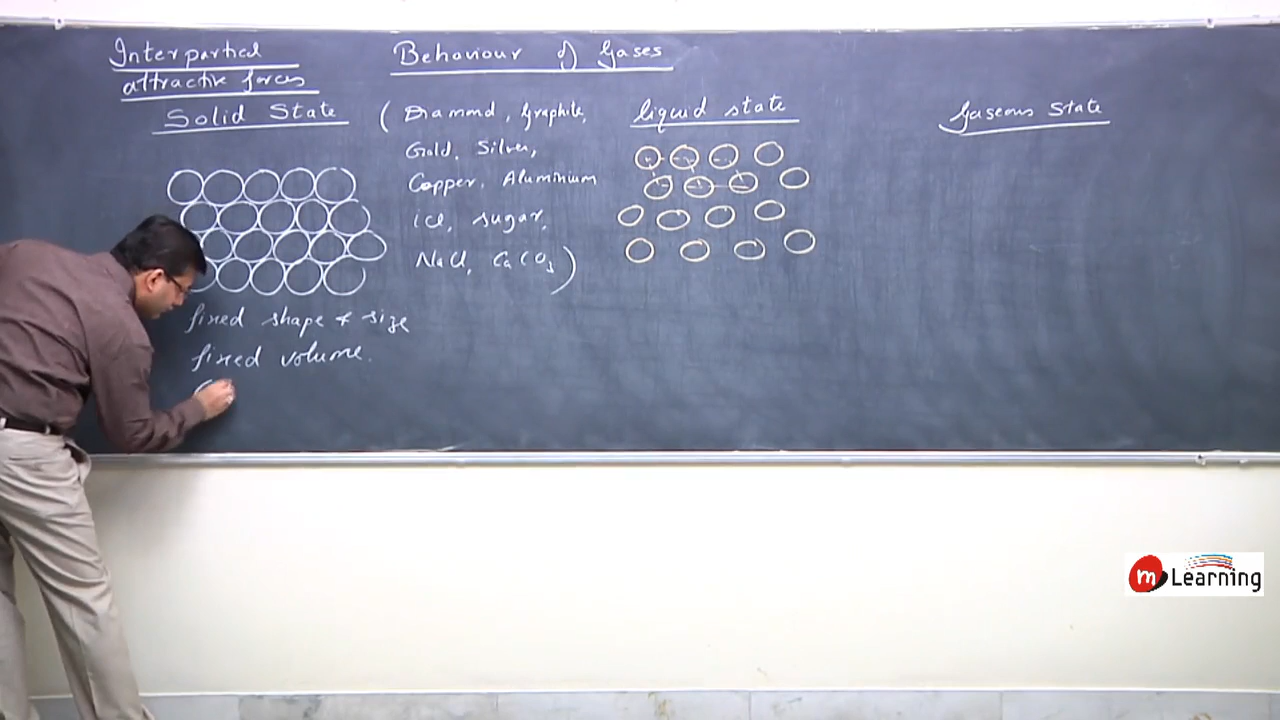 Interparticl
attractive forces
Behaviour of Gases
Solid State
( Diamond, Graphite,
Gold, Silver,
Copper, Aluminium
ice, sugar,
NaCl, CaCO3 )
fixed shape & size
fixed volume.
liquid state
Gaseous State
m Learning